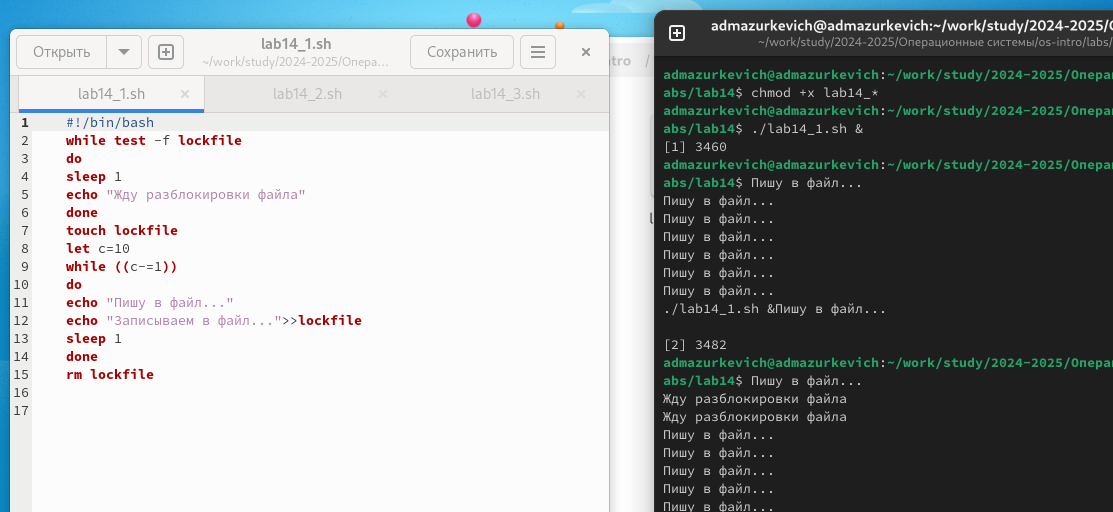 Открыть
lab14_1.sh
~/work/study/2024-2025/Опера...
Сохранить
lab14_1.sh
lab14_2.sh
lab14_3.sh
1 #!/bin/bash
2 while test -f lockfile
3 do
4 sleep 1
5 echo "Жду разблокировки файла"
6 done
7 touch lockfile
8 let c=10
9 while ((c-=1))
10 do
11 echo "Пишу в файл..."
12 echo "Записываем в файл...">>lockfile
13 sleep 1
14 done
15 rm lockfile
16
17
tro /
admazurkevich@admazurkevich:~/work/study/2024-2025/О
~/work/study/2024-2025/Операционные системы/os-intro/labs/
admazurkevich@admazurkevich:~/work/study/2024-2025/Опера
abs/lab14$ chmod +x lab14_*
admazurkevich@admazurkevich:~/work/study/2024-2025/Опера
abs/lab14$ ./lab14_1.sh &
[1] 3460
admazurkevich@admazurkevich:~/work/study/2024-2025/Опера
abs/lab14$ Пишу в файл...
Пишу в файл...
Пишу в файл...
Пишу в файл...
Пишу в файл...
Пишу в файл...
Пишу в файл...
./lab14_1.sh &Пишу в файл...
[2] 3482
admazurkevich@admazurkevich:~/work/study/2024-2025/Опера
abs/lab14$ Пишу в файл...
Жду разблокировки файла
Жду разблокировки файла
Пишу в файл...
Пишу в файл...
Пишу в файл...
Пишу в файл...
Пишу в файл...